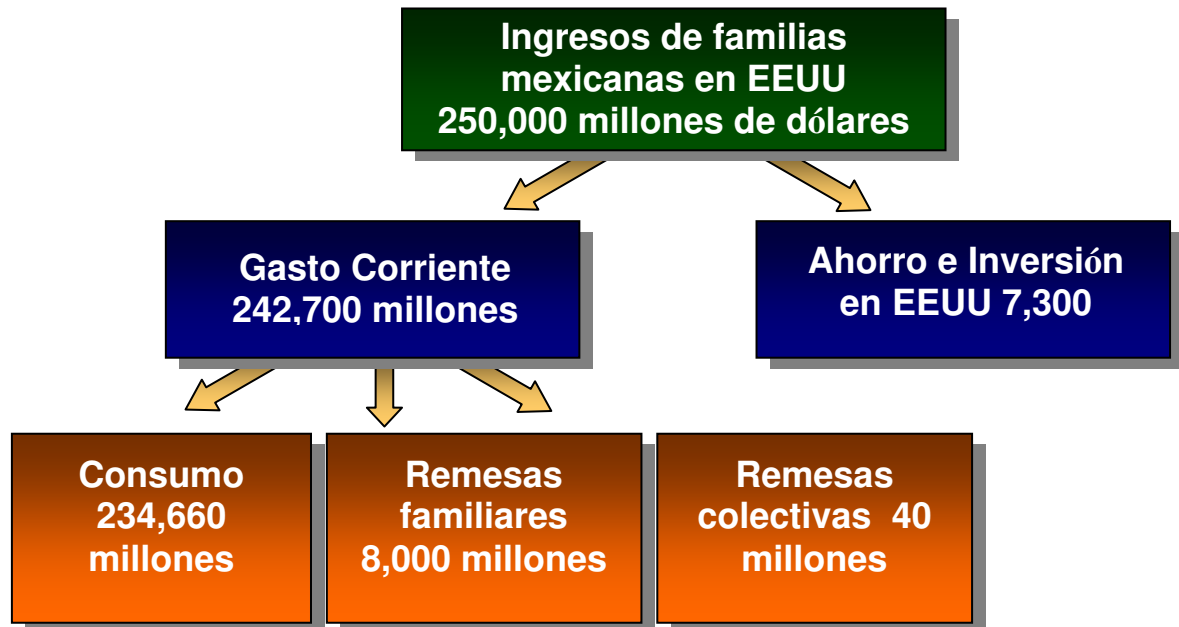 Ingresos de familias
mexicanas en EEUU
250,000 millones de dólares
Gasto Corriente
242,700 millones
Ahorro e Inversión
en EEUU 7,300
Consumo
234,660
millones
Remesas
familiares
8,000 millones
Remesas
colectivas 40
millones